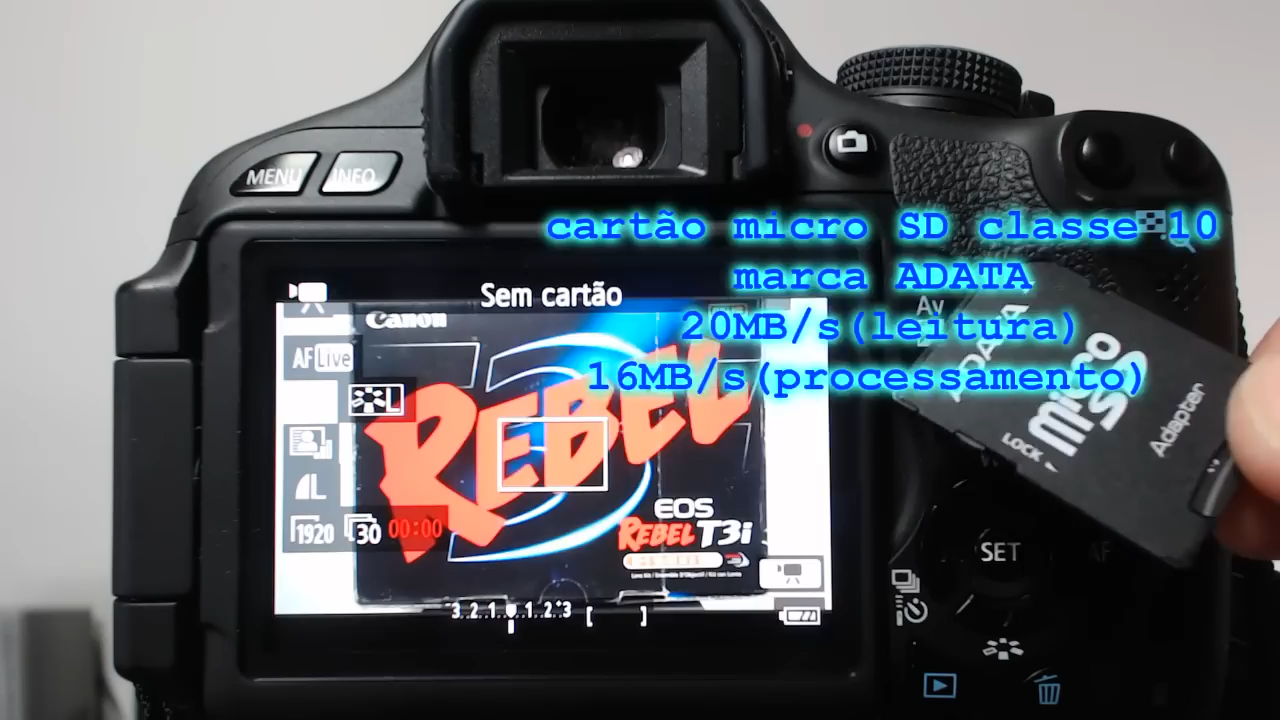 MENU INFO
cartão micro SD classe 10
marca ADATA
20MB/s(leitura)
16MB/s(processamento)
Sem cartão
Canon
AF Live
L
REBEL
L
1920 30 00:00
EOS
REBEL T3i
3..2..1..1..2..3
Av
ADATA
micro
SD
Adapter
LOCK
SET
AF